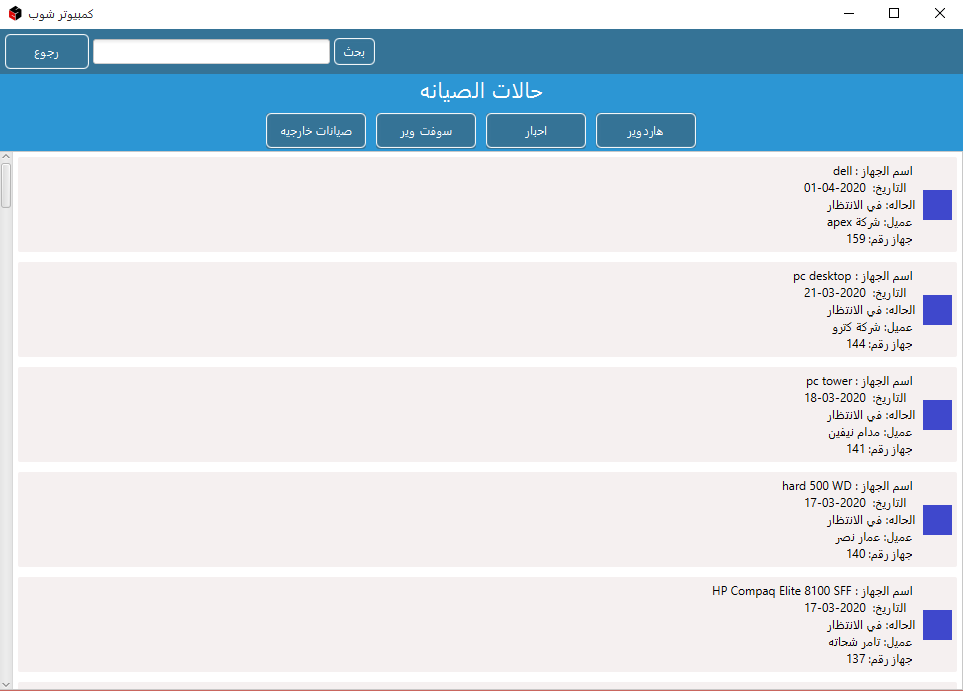 كمبيوتر شوب
رجوع
بحث
حالات الصيانه
هاردوير
احبار
سوفت وير
صيانات خارجيه
اسم الجهاز : dell
التاريخ: 2020-04-01
الحاله: في الانتظار
عميل: شركة apex
جهاز رقم: 159
اسم الجهاز : pc desktop
التاريخ: 2020-03-21
الحاله: في الانتظار
عميل: شركة كترو
جهاز رقم: 144
اسم الجهاز : pc tower
التاريخ: 2020-03-18
الحاله: في الانتظار
عميل: مدام نيفين
جهاز رقم: 141
اسم الجهاز : hard 500 WD
التاريخ: 2020-03-17
الحاله: في الانتظار
عميل: عمار نصر
جهاز رقم: 140
اسم الجهاز : HP Compaq Elite 8100 SFF
التاريخ: 2020-03-17
الحاله: في الانتظار
عميل: تامر شحاته
جهاز رقم: 137